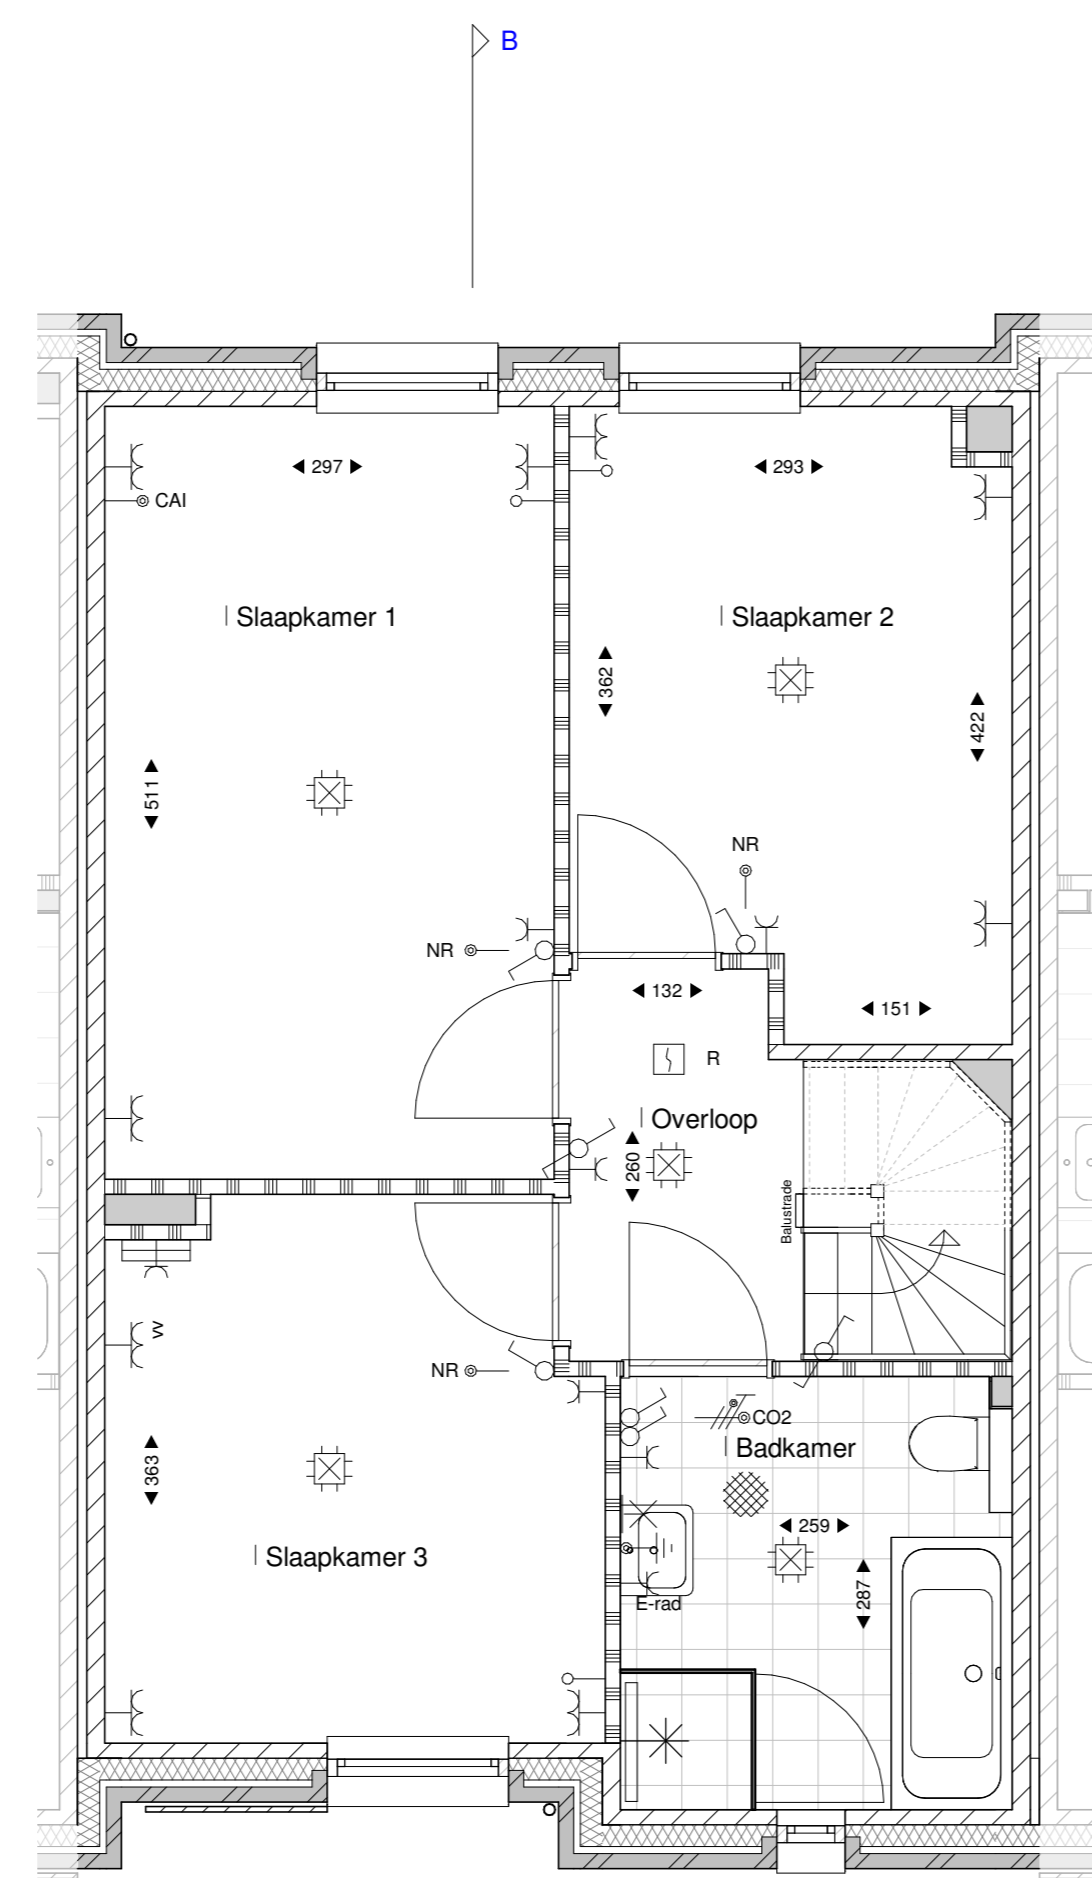 B
297
293
CAI
Slaapkamer 1
Slaapkamer 2
362
422
511
NR
NR
132
151
R
Overloop
260
Balustrade
VV
NR
CO2
Badkamer
363
259
Slaapkamer 3
287
E-rad